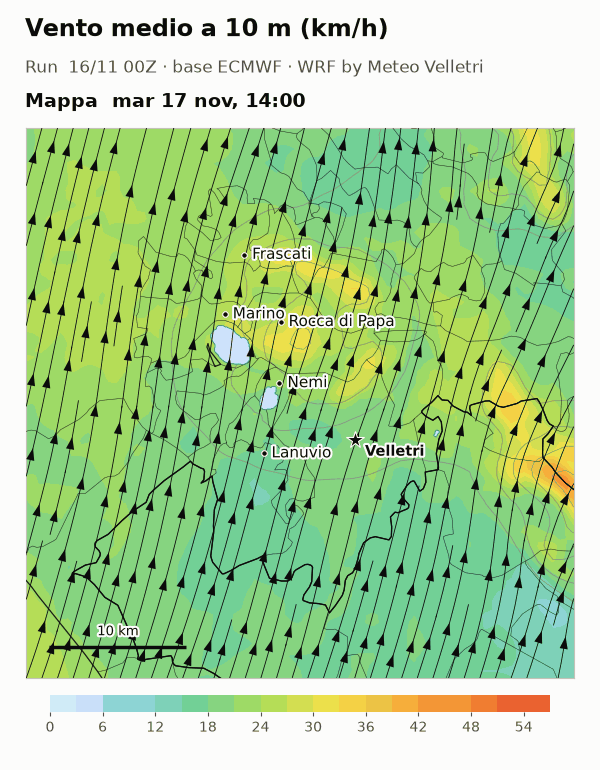 Vento medio a 10 m (km/h)
Run  16/11 00Z · base ECMWF · WRF by Meteo Velletri
Mappa  mar 17 nov, 14:00
Frascati
Marino
Rocca di Papa
Nemi
Velletri
Lanuvio
10 km
0 6 12 18 24 30 36 42 48 54